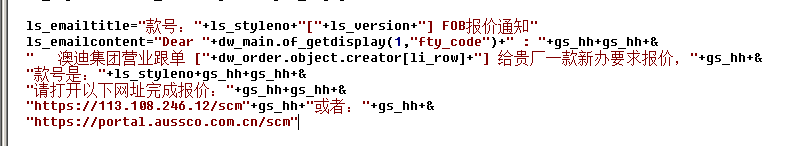 ls_emailtitle="款号："+ls_styleno+"["+ls_version+"] FOB报价通知"
ls_emailcontent="Dear "+dw_main.of_getdisplay(1,"fty_code")+" : "+gs_hh+gs_hh+&
"   澳迪集团营业跟单 ["+dw_order.object.creator[li_row]+"] 给贵厂一款新办要求报价，"+gs_hh+&
"款号是："+ls_styleno+gs_hh+gs_hh+&
"请打开以下网址完成报价："+gs_hh+gs_hh+&
"https://113.108.246.12/scm"+gs_hh+"或者："+gs_hh+&
"https://portal.aussco.com.cn/scm"